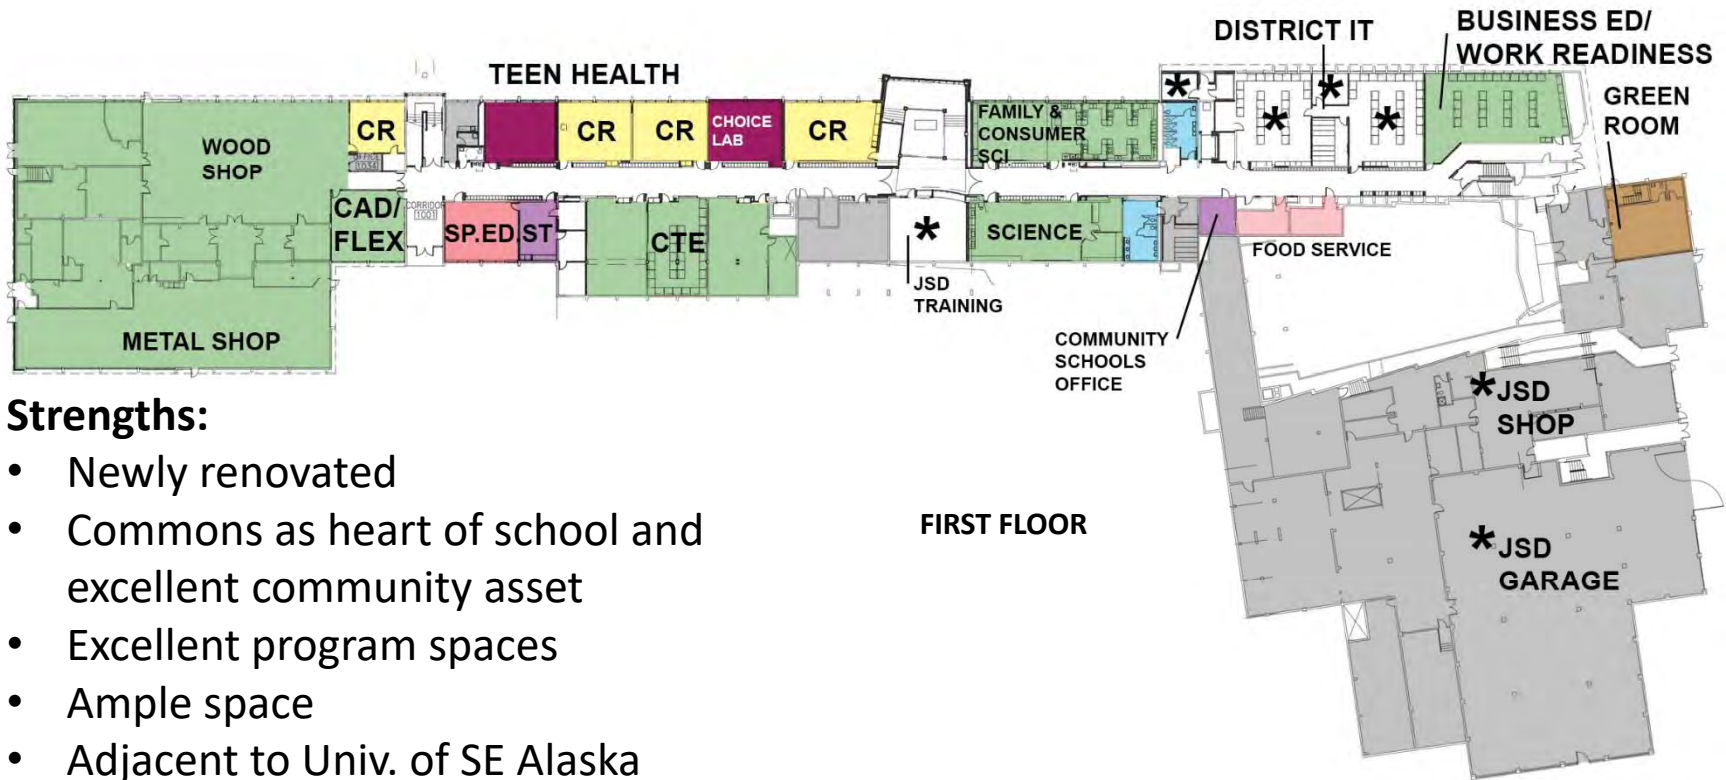 DISTRICT IT
BUSINESS ED/
WORK READINESS
TEEN HEALTH
GREEN
ROOM
WOOD
SHOP
CR
CR
CR
CHOICE
LAB
CR
FAMILY &
CONSUMER
SCI
*
*
*
*
CAD/
FLEX
CORRIDOR
1001
SP.ED.
ST
CTE
*
SCIENCE
FOOD SERVICE
JSD
TRAINING
METAL SHOP
COMMUNITY
SCHOOLS
OFFICE
*JSD
SHOP
*JSD
GARAGE
Strengths:
• Newly renovated
• Commons as heart of school and
excellent community asset
• Excellent program spaces
• Ample space
• Adjacent to Univ. of SE Alaska
FIRST FLOOR